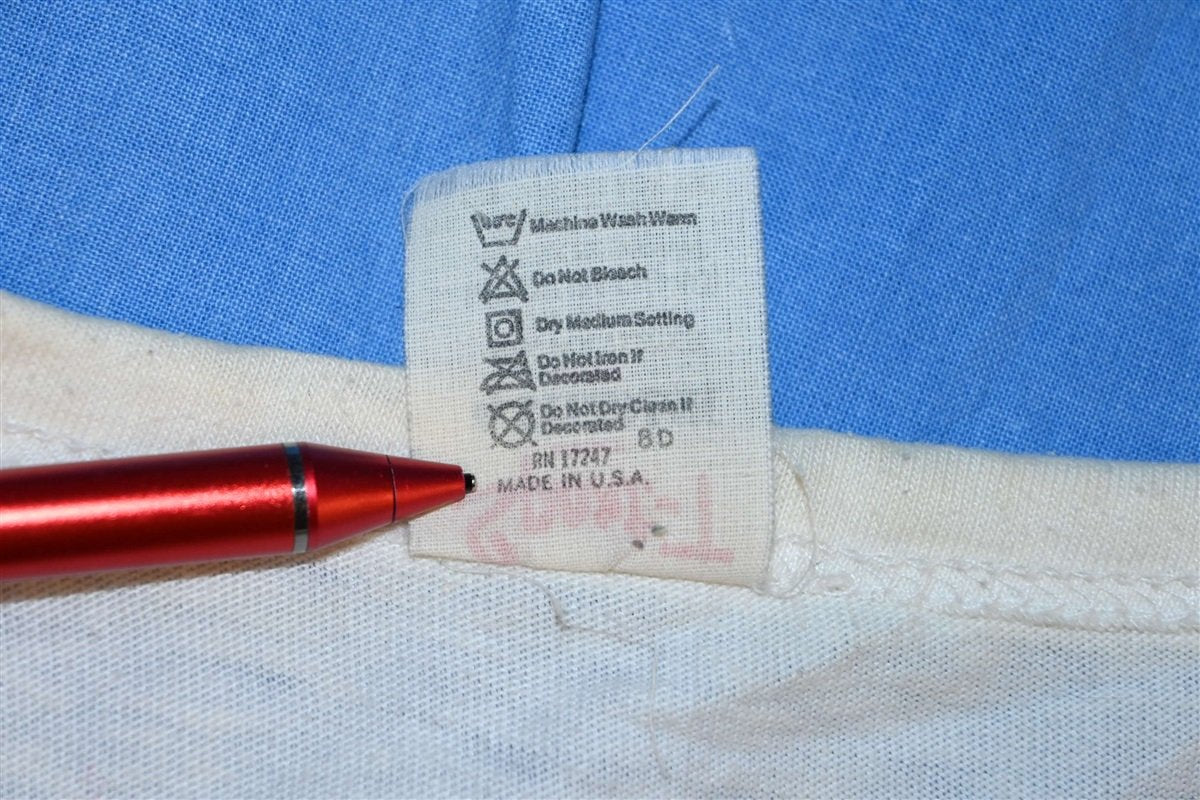 Machine Wash Warm
Do Not Bleach
Dry Medium Setting
Do Not Iron If
Decorated
Do Not Dry Clean If
Decorated 8D
RN 17247
MADE IN U.S.A.